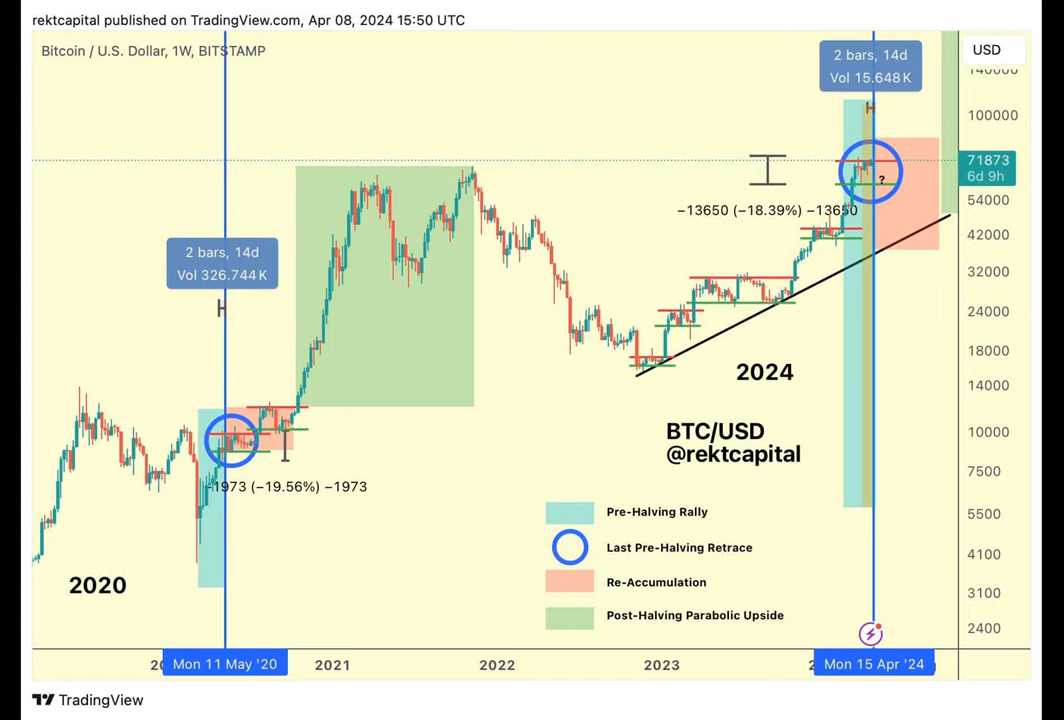 rektcapital published on TradingView.com, Apr 08, 2024 15:50 UTC
Bitcoin / U.S. Dollar, 1W, BITSTAMP
USD
2 bars, 14d
Vol 15.648K
140000
100000
71873
6d 9h
54000
42000
32000
24000
18000
14000
10000
7500
5500
4100
3100
2400
?
−13650 (−18.39%) −13650
2 bars, 14d
Vol 326.744K
−1973 (−19.56%) −1973
2020
2024
BTC/USD
@rektcapital
Pre-Halving Rally
Last Pre-Halving Retrace
Re-Accumulation
Post-Halving Parabolic Upside
Mon 11 May '20
2021
2022
2023
Mon 15 Apr '24
TradingView